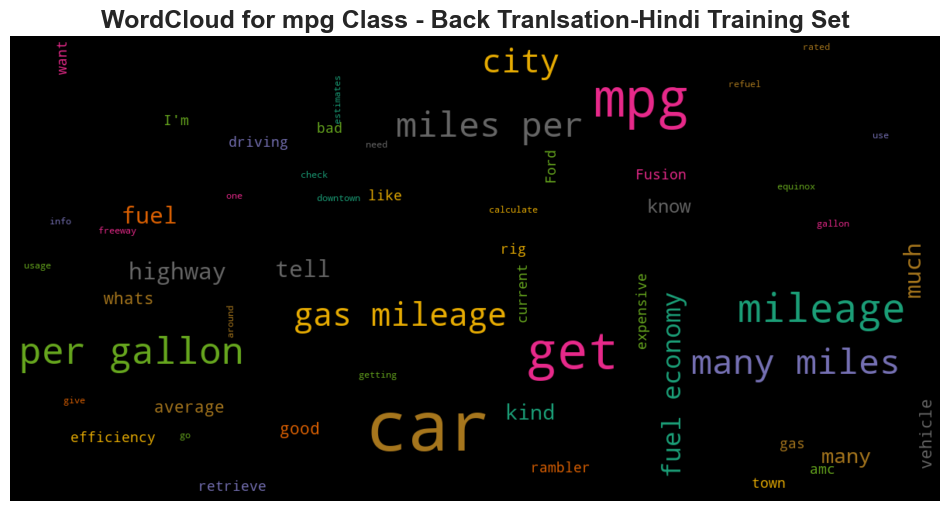 WordCloud for mpg Class - Back Tranlsation-Hindi Training Set
want
rated
city
refuel
mpg
estimates
I'm
bad
miles per
driving
need
use
Ford
check
Fusion
equinox
one
downtown
like
know
calculate
info
fuel
freeway
gallon
rig
usage
highway
tell
much
whats
current
expensive
around
gas mileage
mileage
per gallon
get
fuel economy
many miles
getting
give
average
car
kind
efficiency
go
good
vehicle
gas
many
rambler
amc
retrieve
town